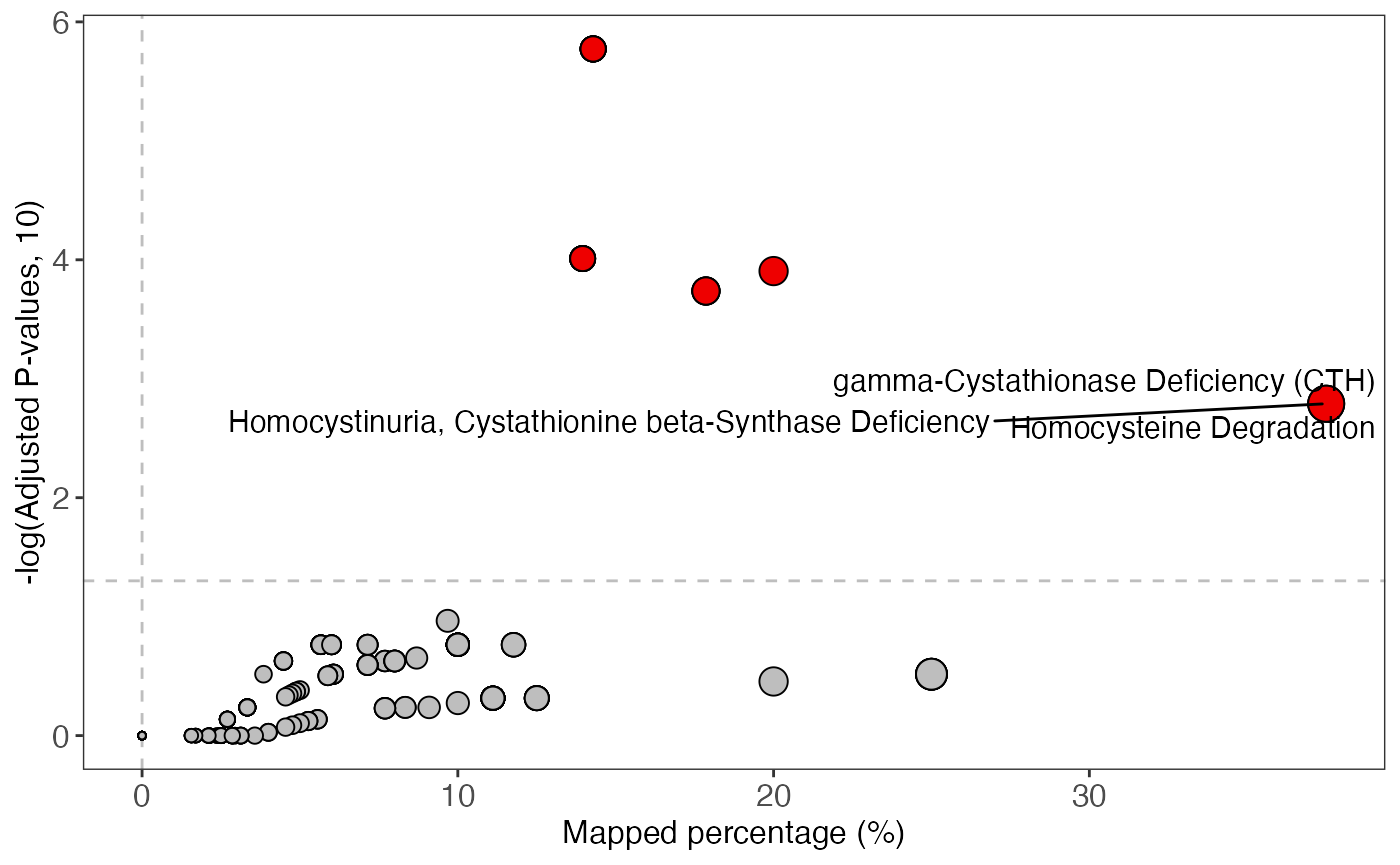 6
4
2
0
-log(Adjusted P-values, 10)
gamma-Cystathionase Deficiency (CTH)
Homocystinuria, Cystathionine beta-Synthase Deficiency
Homocysteine Degradation
0 10 20 30
Mapped percentage (%)